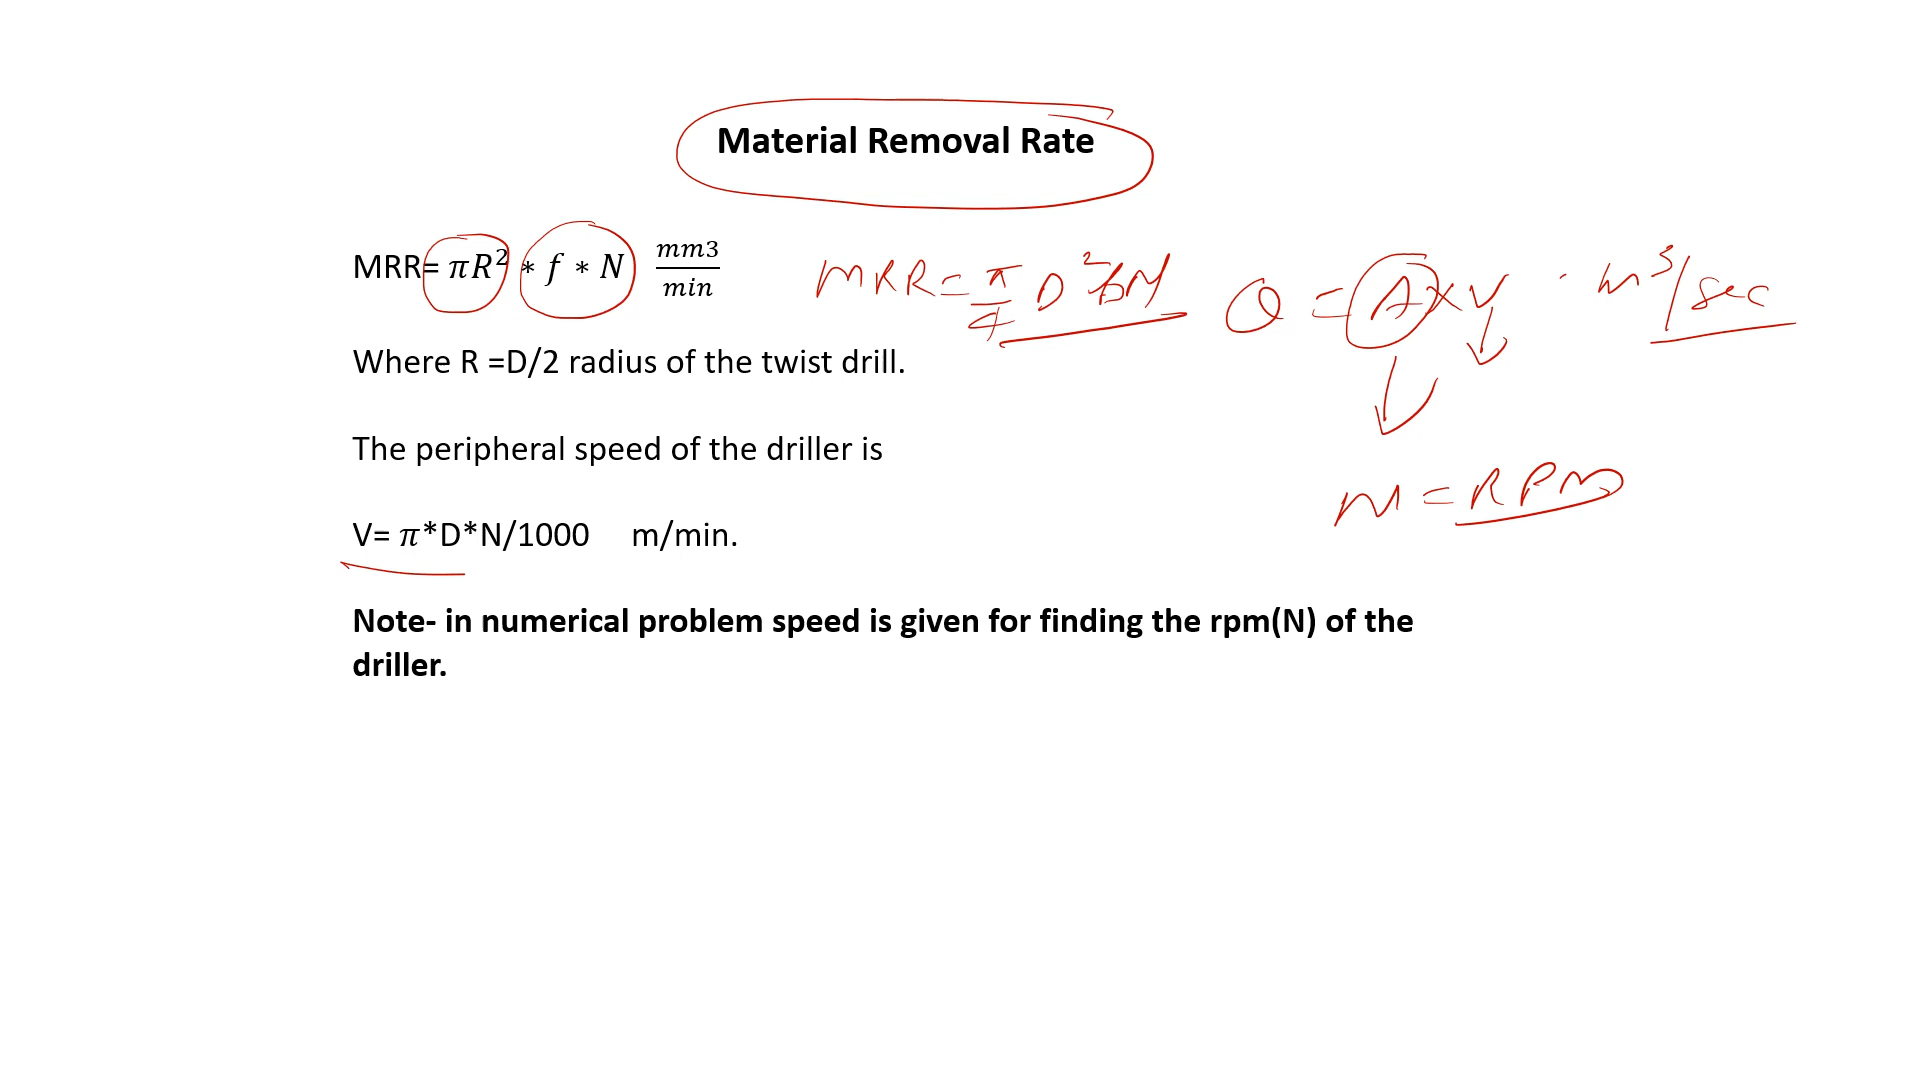 Material Removal Rate
MRR= πR² * f * N mm3/min
MRR = π/4 D² f N
Q = A x V · m³/sec
Where R =D/2 radius of the twist drill.
The peripheral speed of the driller is
N = RPM
V= π*D*N/1000 m/min.
Note- in numerical problem speed is given for finding the rpm(N) of the
driller.